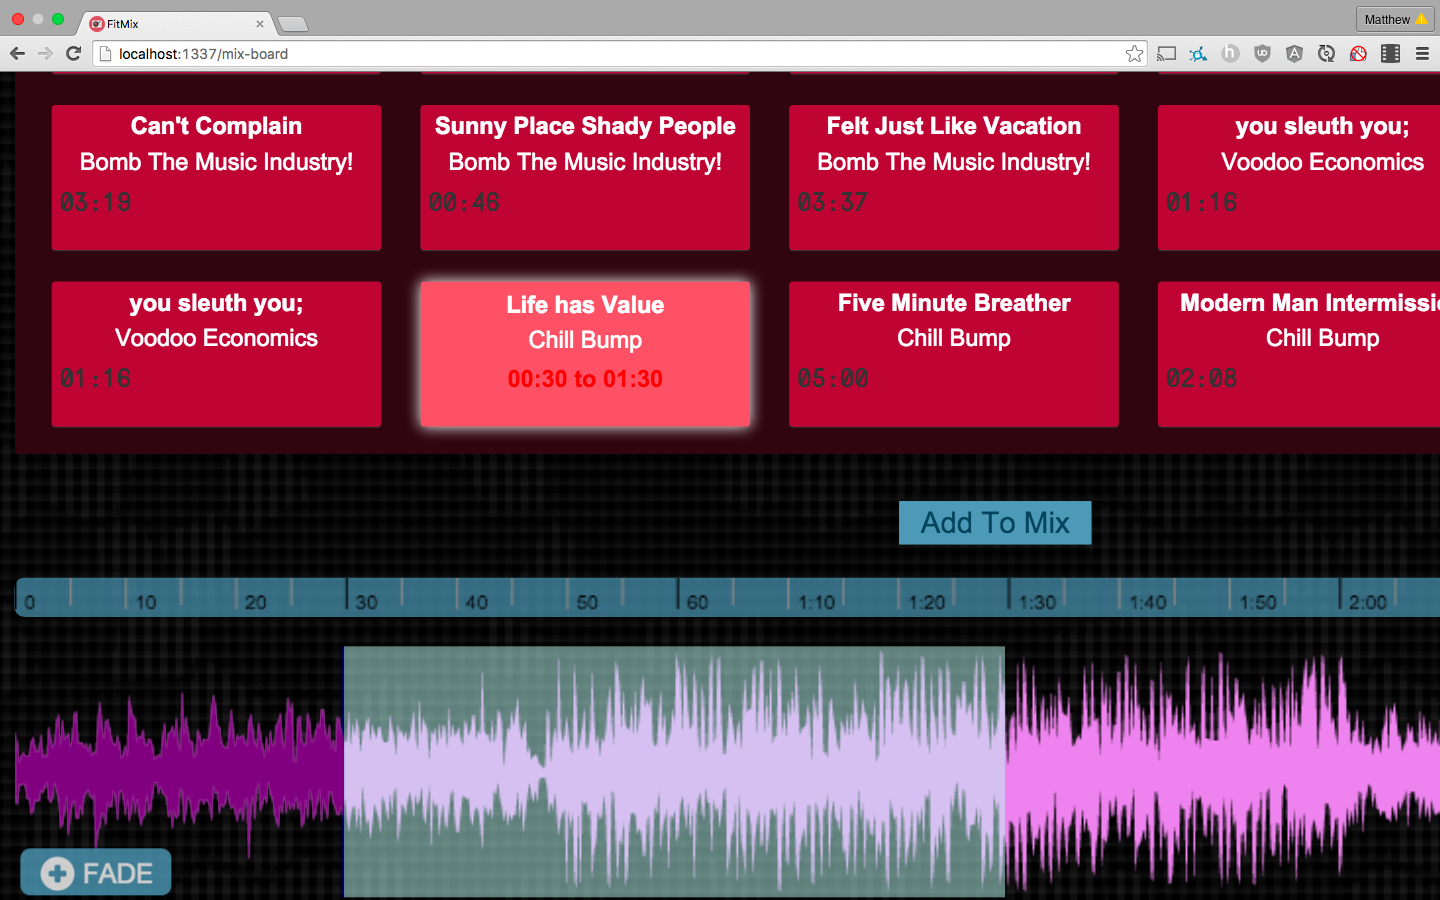 FitMix
Matthew
localhost:1337/mix-board
Can't Complain
Bomb The Music Industry!
03:19
Sunny Place Shady People
Bomb The Music Industry!
00:46
Felt Just Like Vacation
Bomb The Music Industry!
03:37
you sleuth you;
Voodoo Economics
01:16
you sleuth you;
Voodoo Economics
01:16
Life has Value
Chill Bump
00:30 to 01:30
Five Minute Breather
Chill Bump
05:00
Modern Man Intermissi
Chill Bump
02:08
Add To Mix
0 10 20 30 40 50 60 1:10 1:20 1:30 1:40 1:50 2:00
FADE